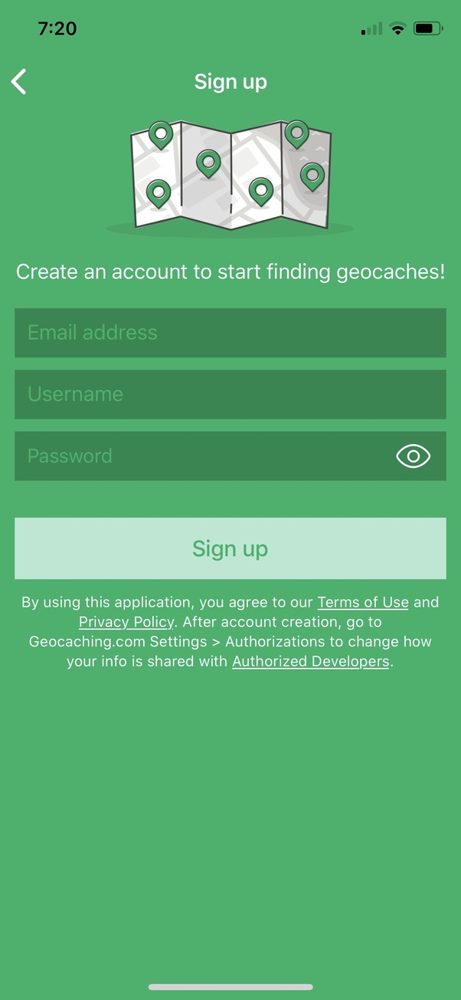 7:20
Sign up
Create an account to start finding geocaches!
Email address
Username
Password
Sign up
By using this application, you agree to our Terms of Use and
Privacy Policy. After account creation, go to
Geocaching.com Settings > Authorizations to change how
your info is shared with Authorized Developers.